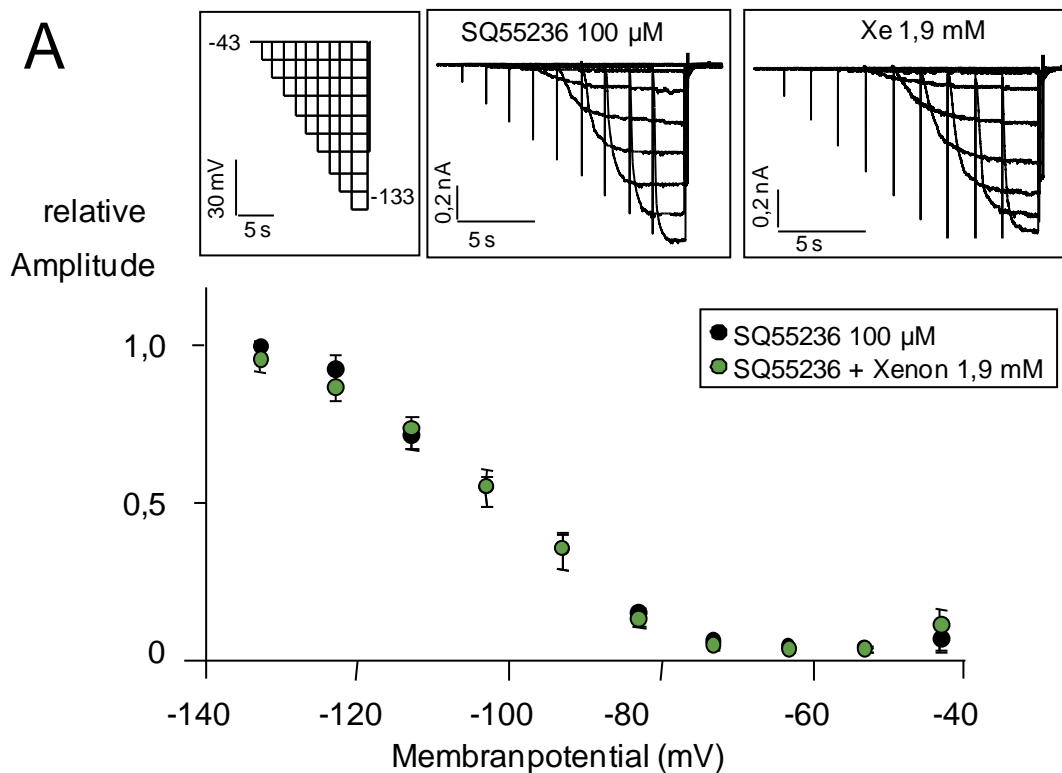 A
-43
30 mV
5 s
-133
SQ55236 100 µM
0,2 nA
5 s
Xe 1,9 mM
0,2 nA
5 s
relative
Amplitude
1,0
0,5
0
SQ55236 100 µM
SQ55236 + Xenon 1,9 mM
-140 -120 -100 -80 -60 -40
Membranpotential (mV)